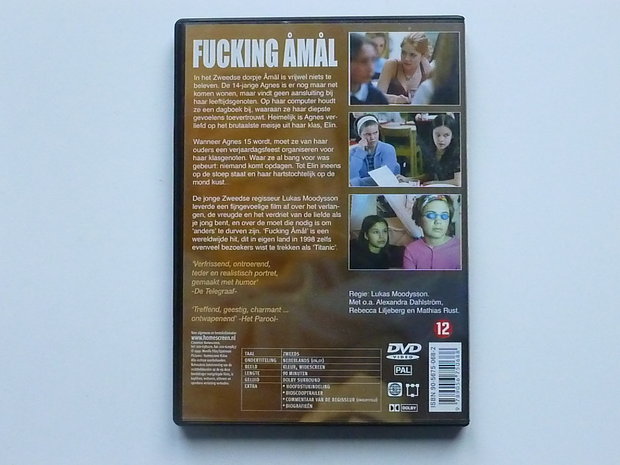 FUCKING ÅMÅL
In het Zweedse dorpje Åmål is vrijwel niets te
beleven. De 14-jarige Agnes is er nog maar net
komen wonen, maar vindt geen aansluiting bij
haar leeftijdsgenoten. Op haar computer houdt
ze een dagboek bij, waaraan ze haar diepste
gevoelens toevertrouwt. Heimelijk is Agnes ver-
liefd op het brutaalste meisje uit haar klas, Elin.
Wanneer Agnes 15 wordt, moet ze van haar
ouders een verjaardagsfeest organiseren voor
haar klasgenoten. Waar ze al bang voor was
gebeurt: niemand komt opdagen. Tot Elin ineens
op de stoep staat en haar hartstochtelijk op de
mond kust.
De jonge Zweedse regisseur Lukas Moodysson
leverde een fijngevoelige film af over het verlan-
gen, de vreugde en het verdriet van de liefde als
je jong bent, en over de moed die nodig is om
'anders' te durven zijn. 'Fucking Åmål' is een
wereldwijde hit, dit in eigen land in 1998 zelfs
evenveel bezoekers wist te trekken als 'Titanic'.
'Verfrissend, ontroerend,
teder en realistisch portret,
gemaakt met humor'
-De Telegraaf-
'Treffend, geestig, charmant ...
ontwapenend' -Het Parool-
Regie: Lukas Moodysson.
Met o.a. Alexandra Dahlström,
Rebecca Liljeberg en Mathias Rust.
12
www.homescreen.nl
TAAL ZWEEDS
ONDERTITELING NEDERLANDS
BEELD KLEUR, WIDESCREEN
LENGTE 90 MINUTEN
GELUID DOLBY SURROUND
EXTRA • HOOFDSTUKINDELING
• BIOSCOOPTRAILER
• COMMENTAAR VAN DE REGISSEUR
• BIOGRAFIEËN
DVD
VIDEO
PAL
DOLBY